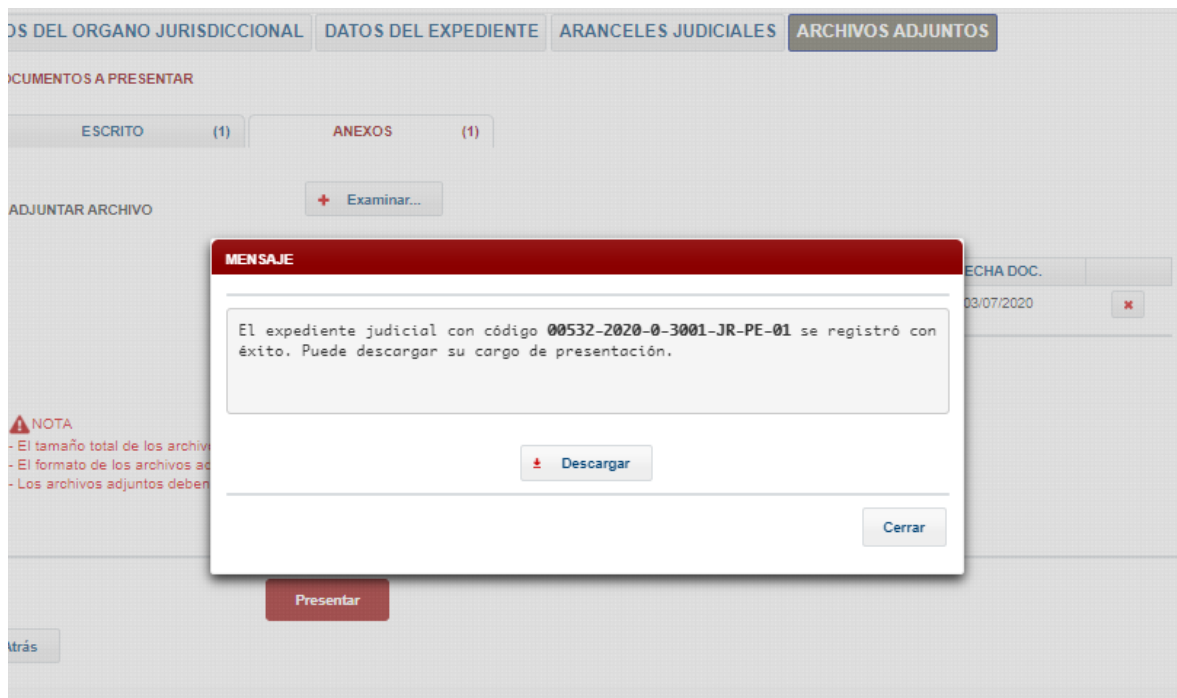 OS DEL ORGANO JURISDICCIONAL DATOS DEL EXPEDIENTE ARANCELES JUDICIALES ARCHIVOS ADJUNTOS
OCUMENTOS A PRESENTAR
ESCRITO (1) ANEXOS (1)
ADJUNTAR ARCHIVO + Examinar...
MENSAJE
ECHA DOC.
03/07/2020
El expediente judicial con código 00532-2020-0-3001-JR-PE-01 se registró con
éxito. Puede descargar su cargo de presentación.
NOTA
- El tamaño total de los archiv
- El formato de los archivos ad
- Los archivos adjuntos deben
Descargar
Cerrar
Presentar
Atrás